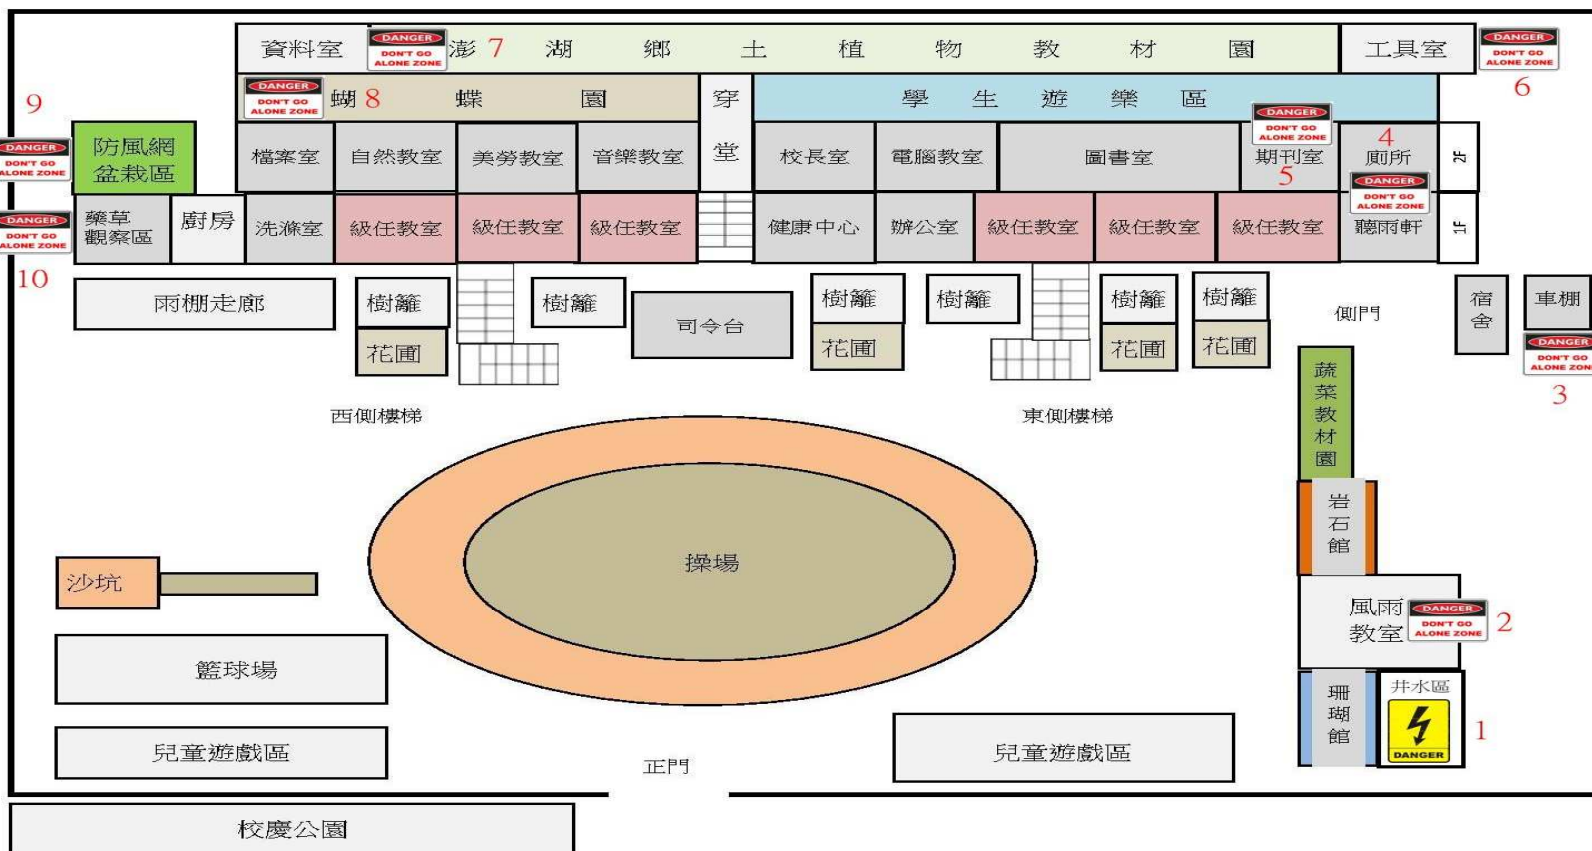 資料室
DANGER
DON'T GO
ALONE ZONE
澎 7 湖 鄉 土 植 物 教 材 園
工具室
DANGER
DON'T GO
ALONE ZONE
6
DANGER
DON'T GO
ALONE ZONE
蝴 8 蝶 園
穿
堂
學 生 遊 樂 區
9
DANGER
DON'T GO
ALONE ZONE
防風網
盆栽區
檔案室
自然教室
美勞教室
音樂教室
校長室
電腦教室
圖書室
DANGER
DON'T GO
ALONE ZONE
期刊室
5
4
廁所
2F
DANGER
DON'T GO
ALONE ZONE
10
藥草
觀察區
廚房
洗滌室
級任教室
級任教室
級任教室
健康中心
辦公室
級任教室
級任教室
級任教室
DANGER
DON'T GO
ALONE ZONE
聽雨軒
1F
雨棚走廊
樹籬
花圃
樹籬
司令台
樹籬
花圃
樹籬
樹籬
花圃
樹籬
花圃
側門
宿
舍
車棚
DANGER
DON'T GO
ALONE ZONE
3
西側樓梯
東側樓梯
蔬
菜
教
材
園
岩
石
館
操場
沙坑
風雨
教室
DANGER
DON'T GO
ALONE ZONE
2
籃球場
珊
瑚
館
井水區
DANGER
1
兒童遊戲區
正門
兒童遊戲區
校慶公園